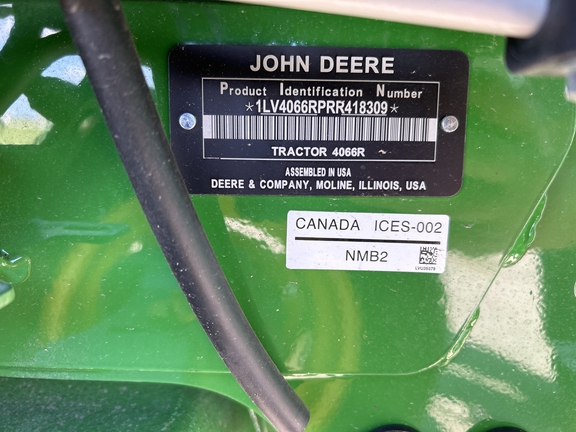 JOHN DEERE
Product Identification Number
*1LV4066RPRR418309*
TRACTOR 4066R
ASSEMBLED IN USA
DEERE & COMPANY, MOLINE, ILLINOIS, USA
CANADA ICES-002
NMB2